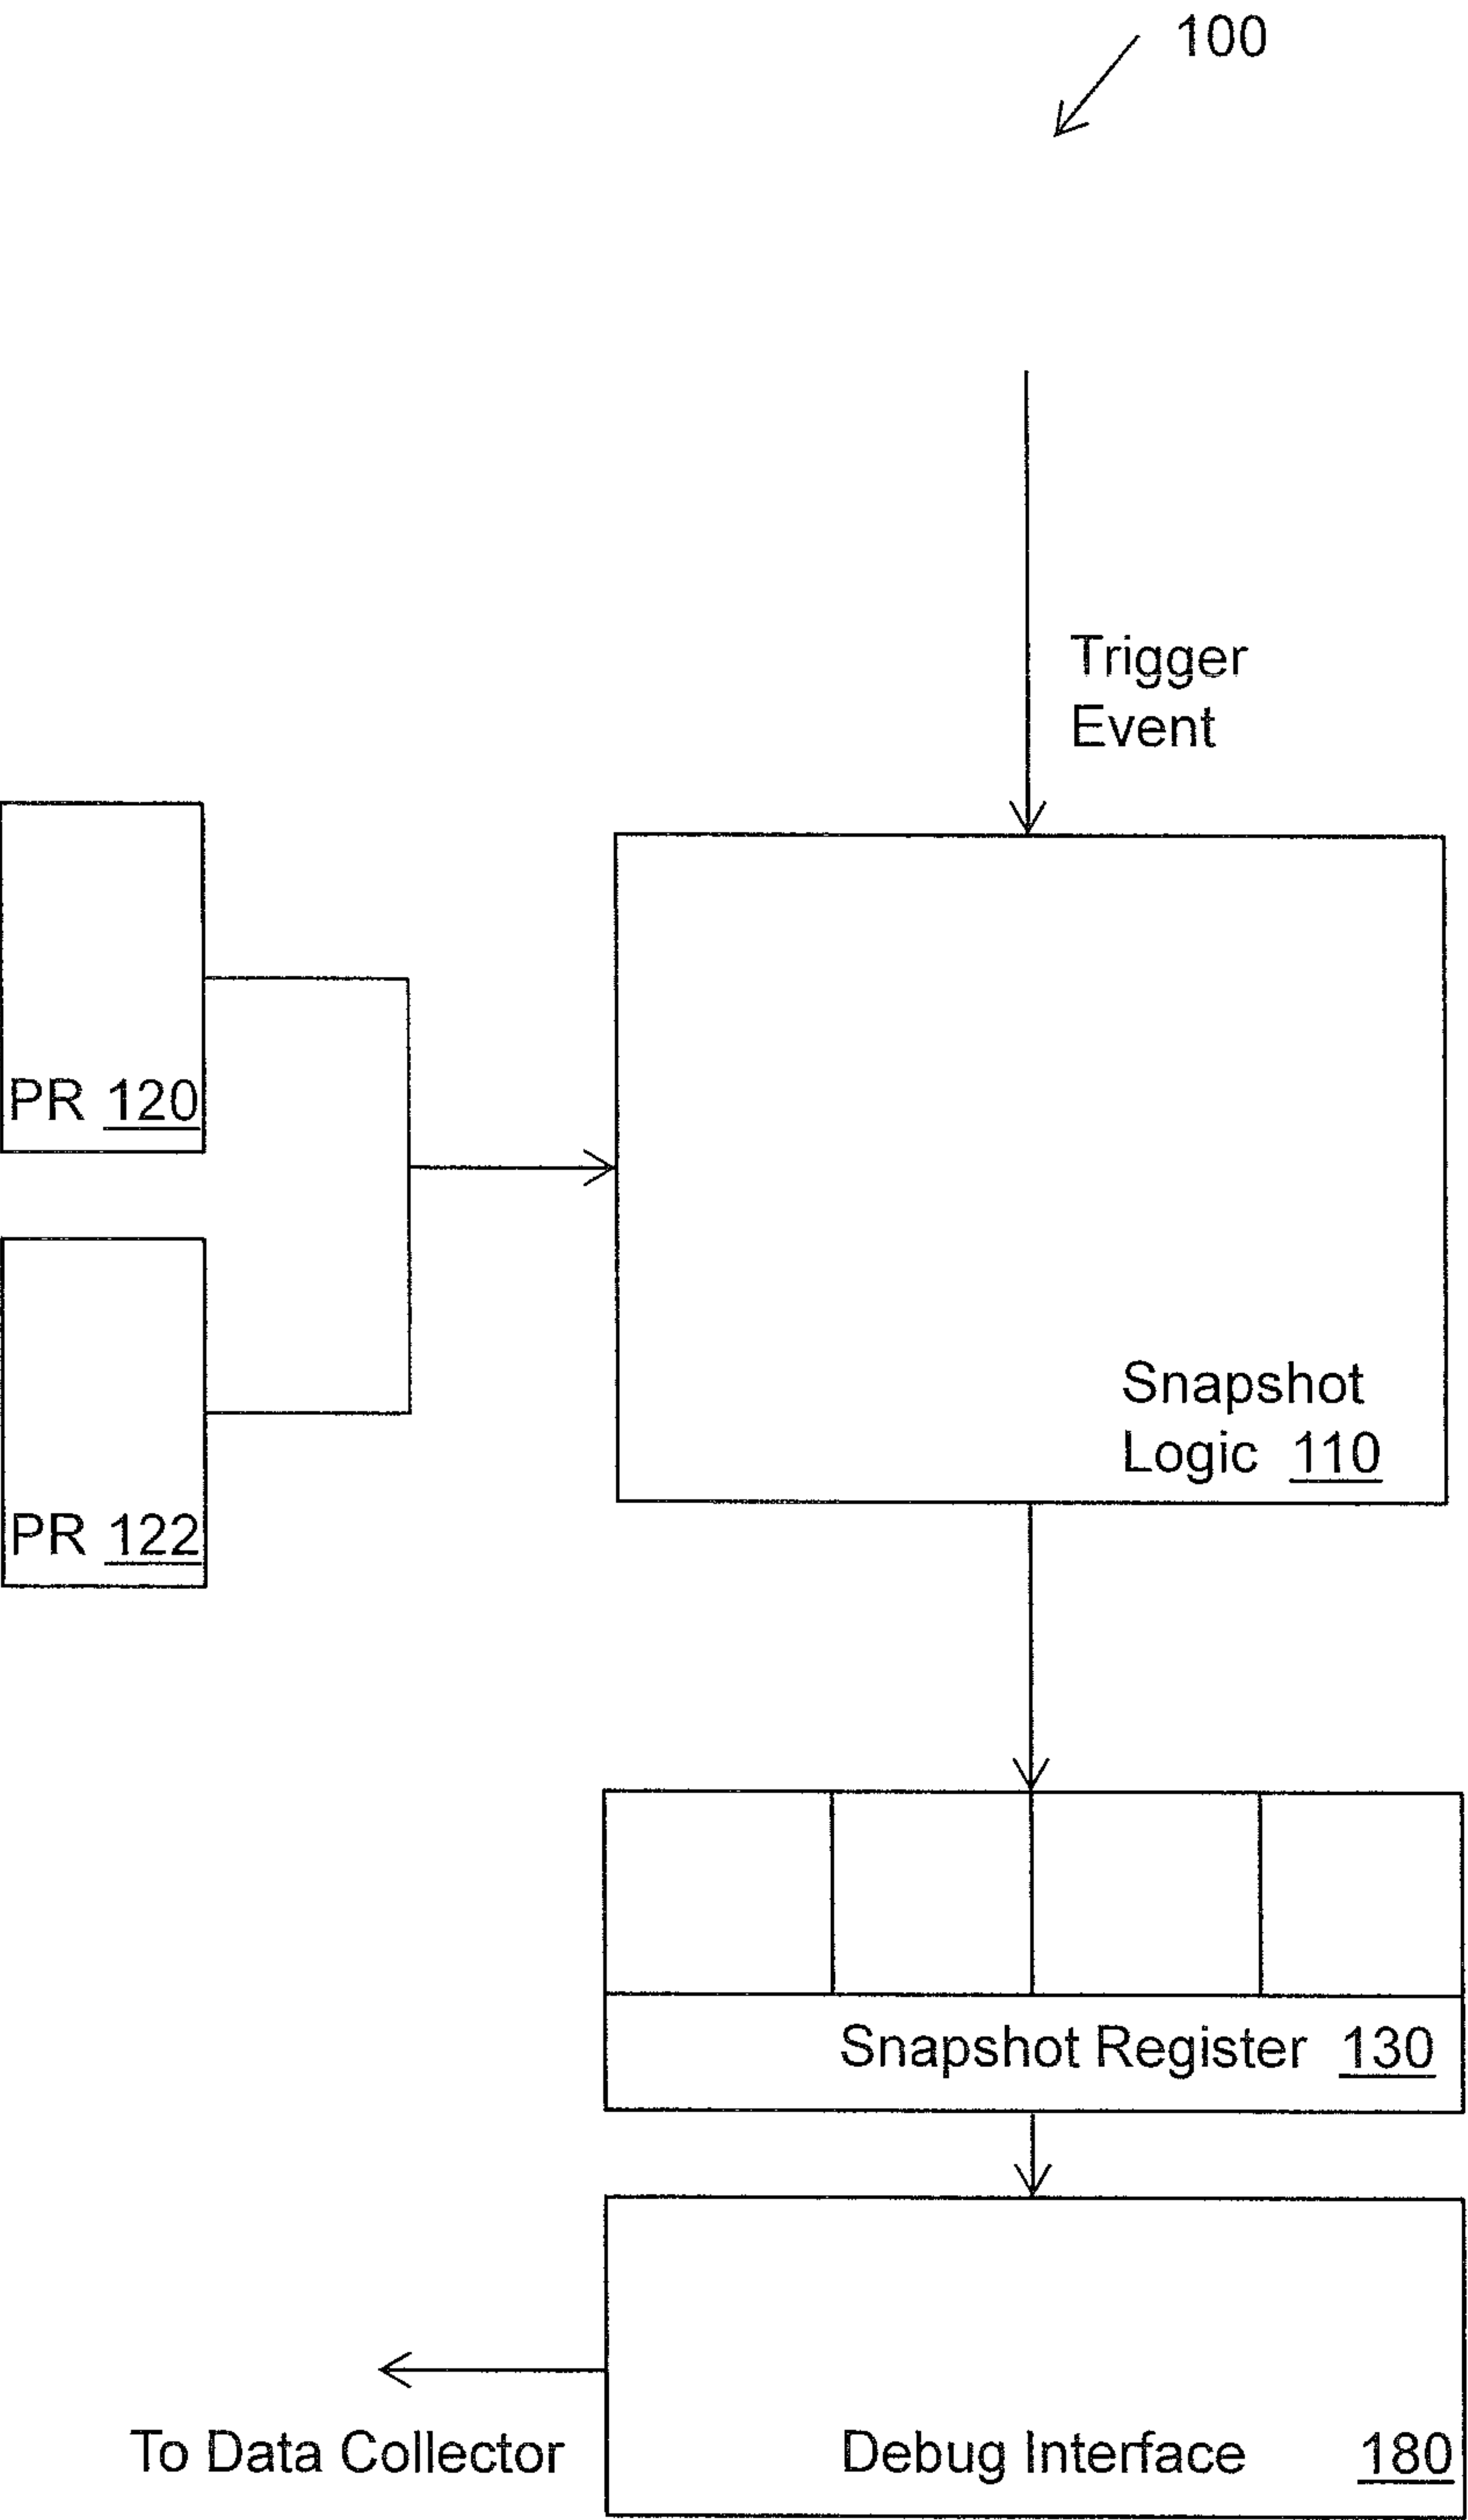 100
Trigger
Event
PR 120
PR 122
Snapshot
Logic 110
Snapshot Register 130
To Data Collector
Debug Interface 180